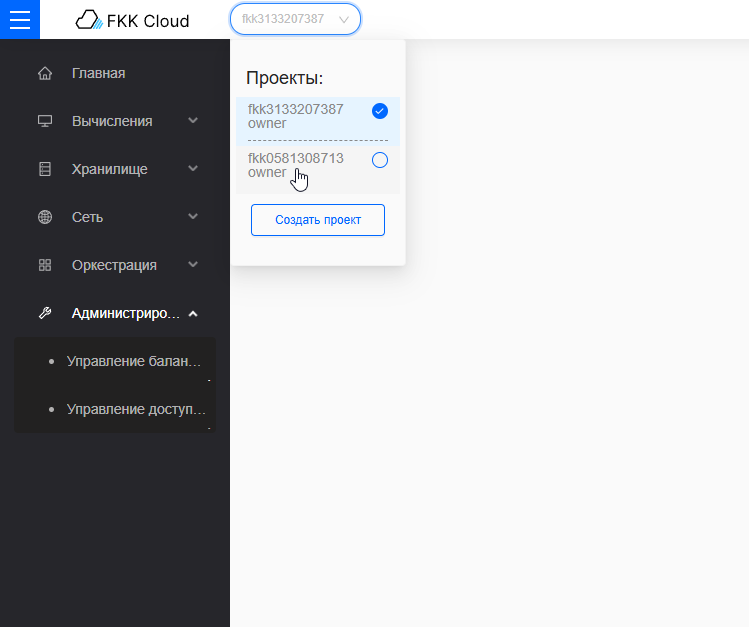 FKK Cloud
fkk3133207387
Главная
Вычисления
Хранилище
Сеть
Оркестрация
Администриро...
Управление балан...
Управление доступ...
Проекты:
fkk3133207387
owner
fkk0581308713
owner
Создать проект